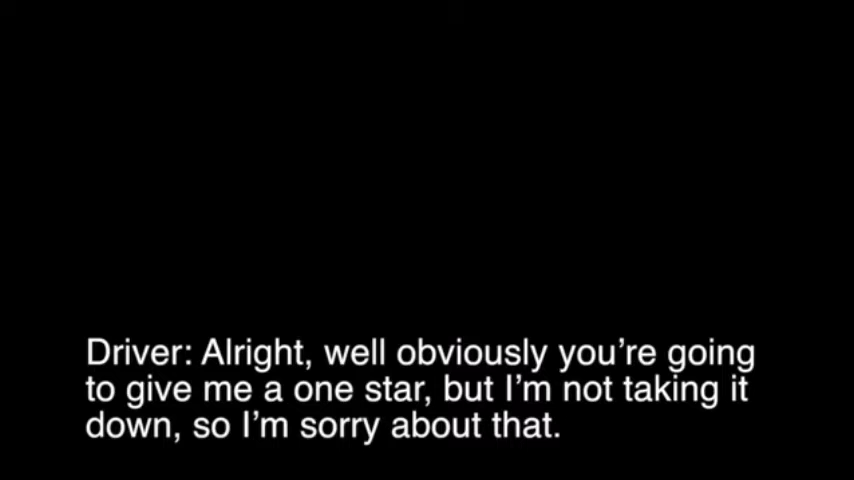 Driver: Alright, well obviously you’re going
to give me a one star, but I’m not taking it
down, so I’m sorry about that.